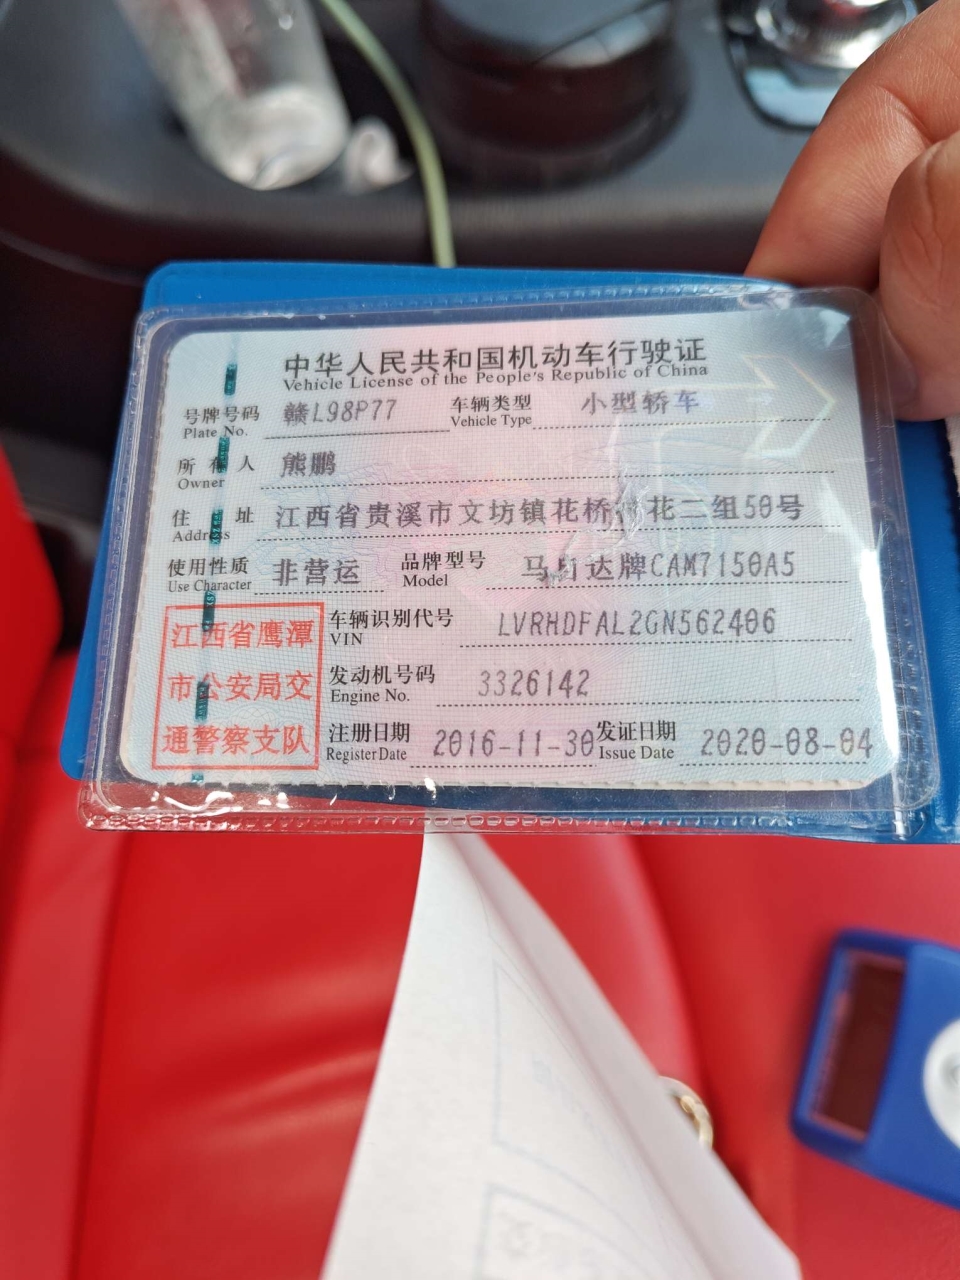 中华人民共和国机动车行驶证
Vehicle License of the People's Republic of China
号牌号码 赣L98P77 车辆类型 小型轿车
Plate No. Vehicle Type
所有人 熊鹏
Owner
住址 江西省贵溪市文坊镇花桥 花二组50号
Address
使用性质 非营运 品牌型号 马自达牌CAM7150A5
Use Character Model
江西省鹰潭
市公安局交
通警察支队
车辆识别代号 LVRHDFAL2GN562406
VIN
发动机号码 3326142
Engine No.
注册日期 2016-11-30 发证日期 2020-08-04
Register Date Issue Date